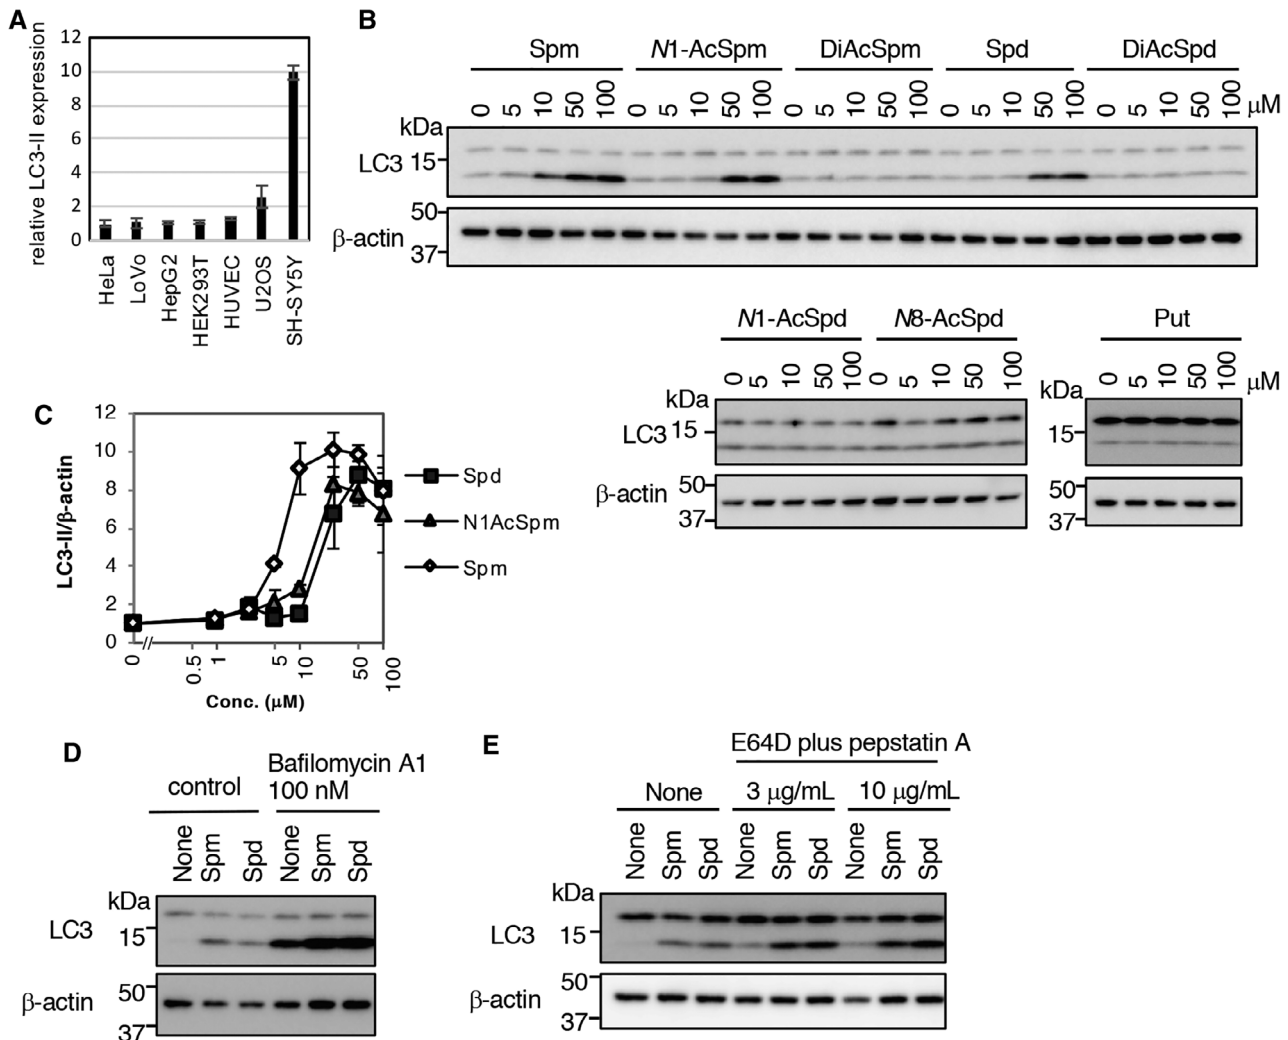 A
relative LC3-II expression
12
10
8
6
4
2
0
HeLa
LoVo
HepG2
HEK293T
HUVEC
U2OS
SH-SY5Y
B
Spm N1-AcSpm DiAcSpm Spd DiAcSpd
0 5 10 50 100 0 5 10 50 100 0 5 10 50 100 0 5 10 50 100 0 5 10 50 100 μM
kDa
LC3 15
50
β-actin
37
N1-AcSpd N8-AcSpd Put
0 5 10 50 100 0 5 10 50 100 0 5 10 50 100 μM
kDa kDa
LC3 15 15
β-actin 50 50
37 37
C
LC3-II/β-actin
12
10
8
6
4
2
0
0 // 0.5 1 5 10 50 100
Conc. (μM)
Spd
N1AcSpm
Spm
D
control
Bafilomycin A1
100 nM
None Spm Spd None Spm Spd
kDa
LC3 15
50
β-actin
37
E
E64D plus pepstatin A
None 3 μg/mL 10 μg/mL
None Spm Spd None Spm Spd None Spm Spd
kDa
LC3 15
50
β-actin
37